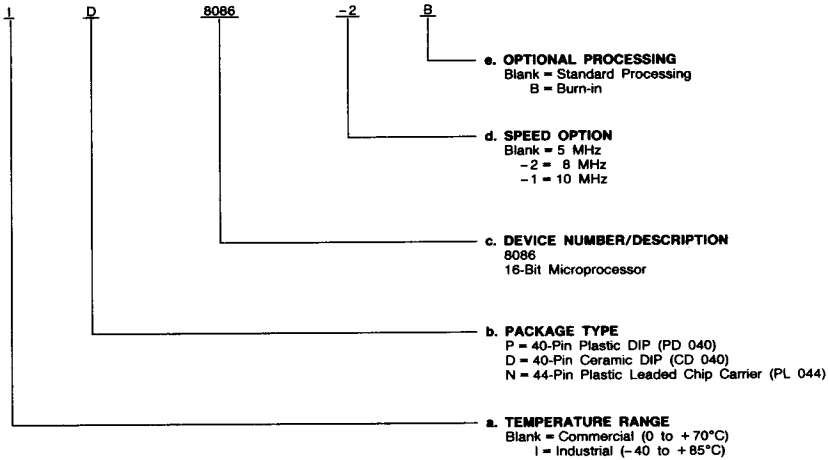 I D 8086 -2 B
e. OPTIONAL PROCESSING
Blank = Standard Processing
B = Burn-in
d. SPEED OPTION
Blank = 5 MHz
-2 = 8 MHz
-1 = 10 MHz
c. DEVICE NUMBER/DESCRIPTION
8086
16-Bit Microprocessor
b. PACKAGE TYPE
P = 40-Pin Plastic DIP (PD 040)
D = 40-Pin Ceramic DIP (CD 040)
N = 44-Pin Plastic Leaded Chip Carrier (PL 044)
a. TEMPERATURE RANGE
Blank = Commercial (0 to +70°C)
I = Industrial (-40 to +85°C)